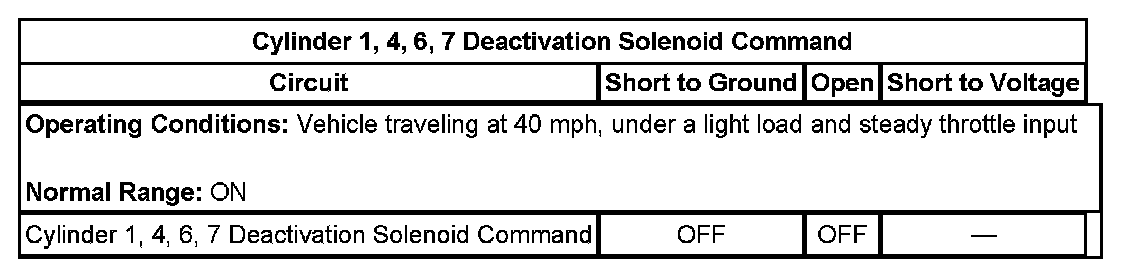 Cylinder 1, 4, 6, 7 Deactivation Solenoid Command
Circuit Short to Ground Open Short to Voltage
Operating Conditions: Vehicle traveling at 40 mph, under a light load and steady throttle input
Normal Range: ON
Cylinder 1, 4, 6, 7 Deactivation Solenoid Command OFF OFF —